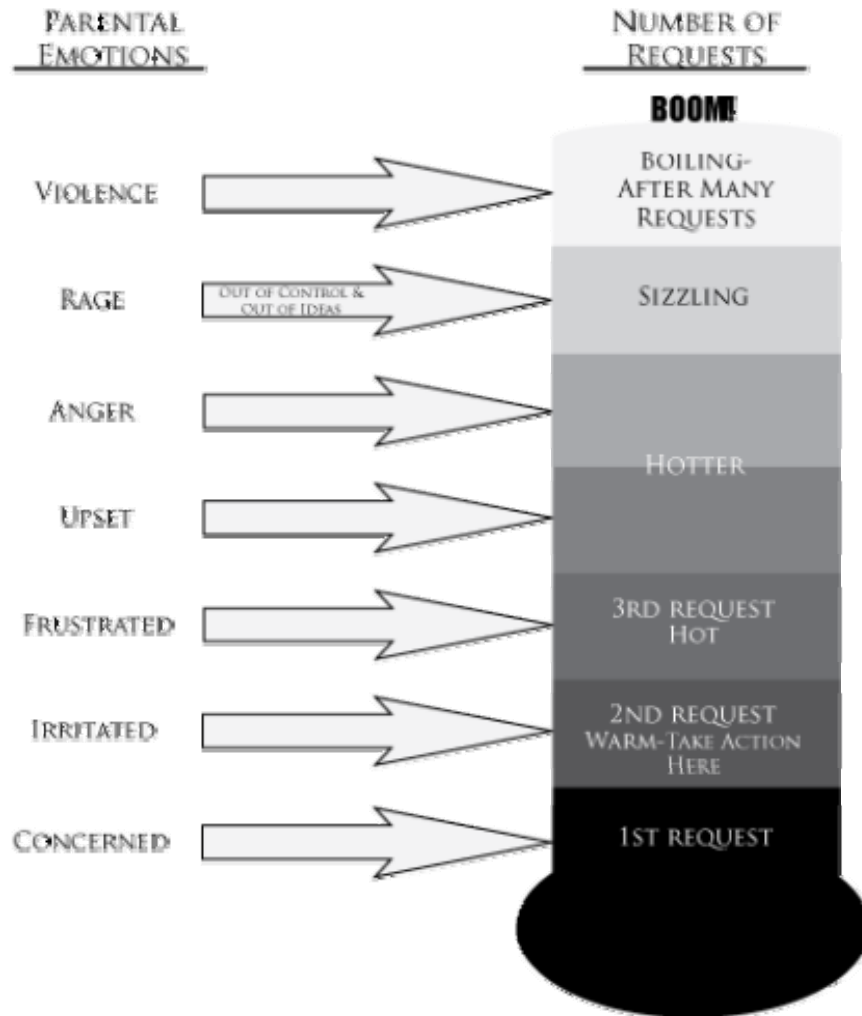 PARENTAL
EMOTIONS
NUMBER OF
REQUESTS
BOOM!
VIOLENCE
BOILING-
AFTER MANY
REQUESTS
RAGE
OUT OF CONTROL &
OUT OF IDEAS
SIZZLING
ANGER
HOTTER
UPSET
FRUSTRATED
3RD REQUEST
HOT
IRRITATED
2ND REQUEST
WARM-TAKE ACTION
HERE
CONCERNED
1ST REQUEST